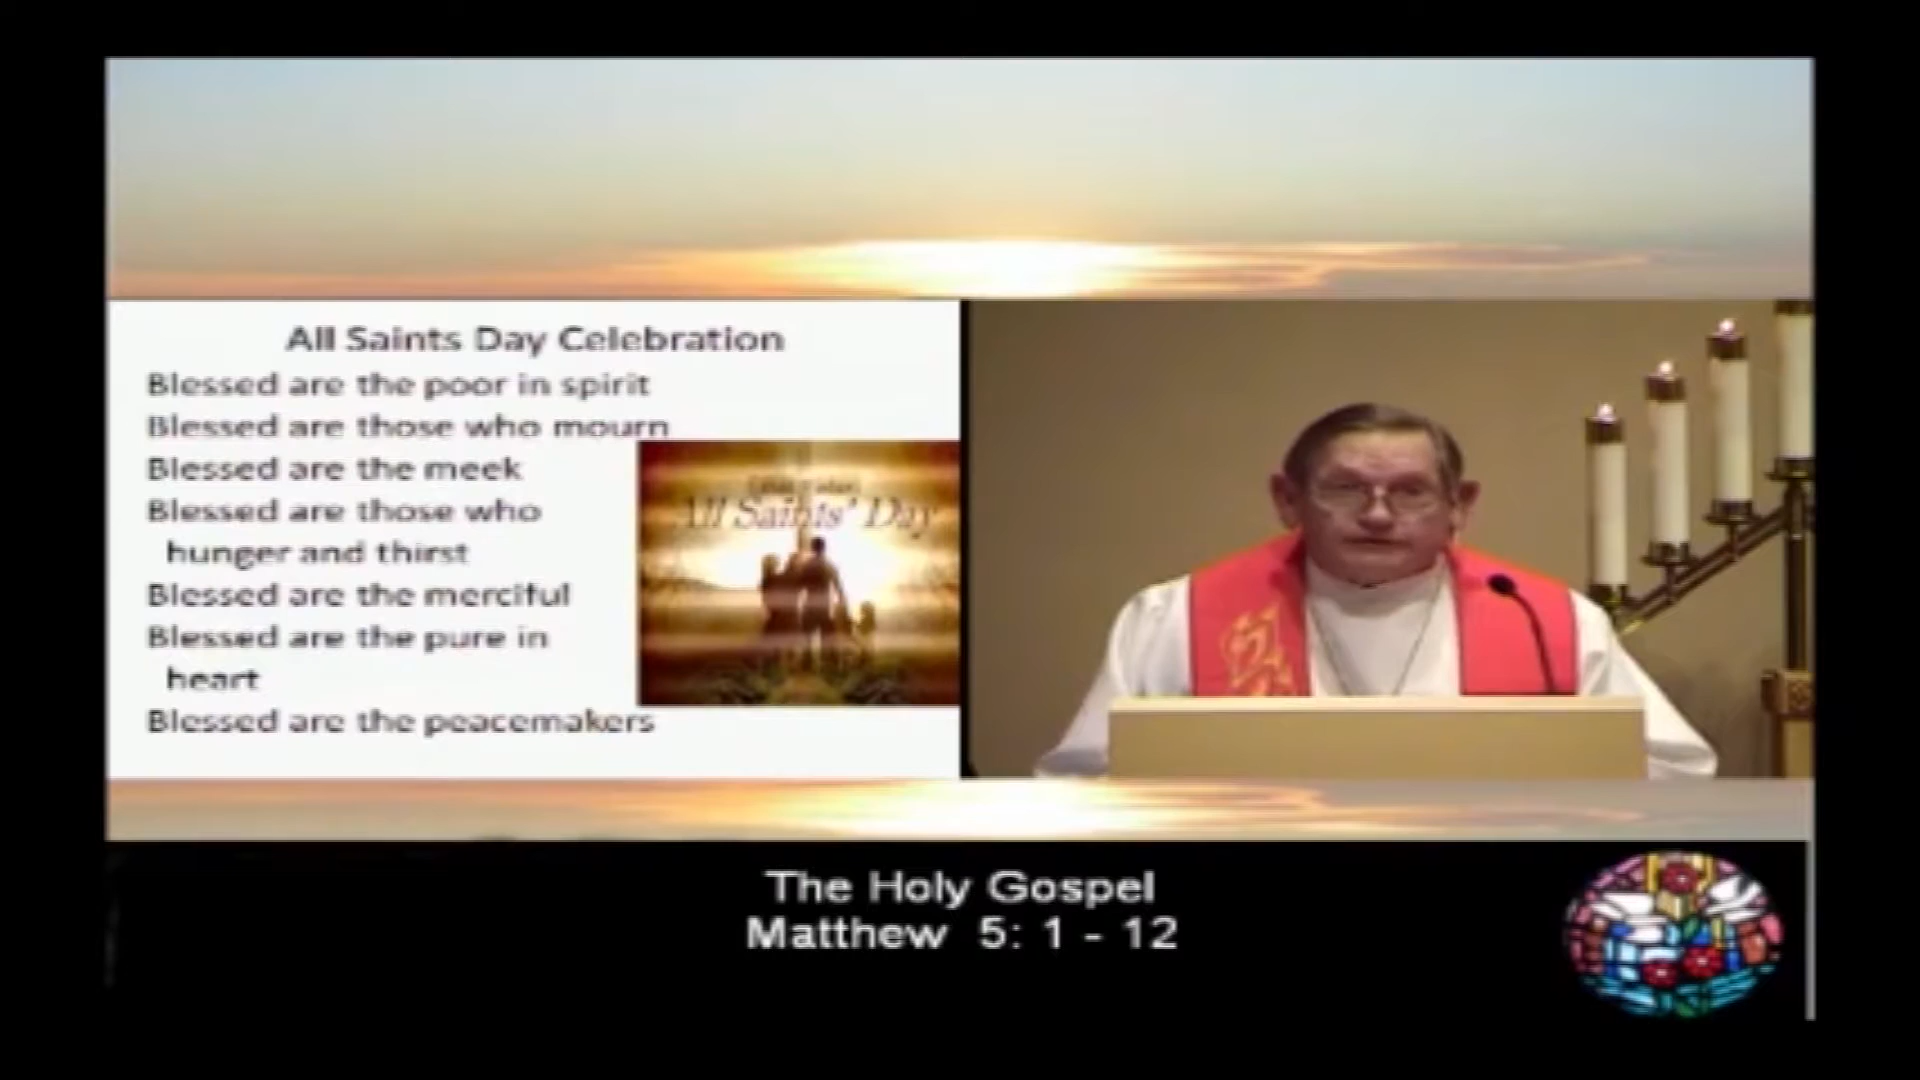 All Saints Day Celebration
Blessed are the poor in spirit
Blessed are those who mourn
Blessed are the meek
Blessed are those who
hunger and thirst
Blessed are the merciful
Blessed are the pure in
heart
Blessed are the peacemakers
All Saints' Day
The Holy Gospel
Matthew 5: 1 - 12